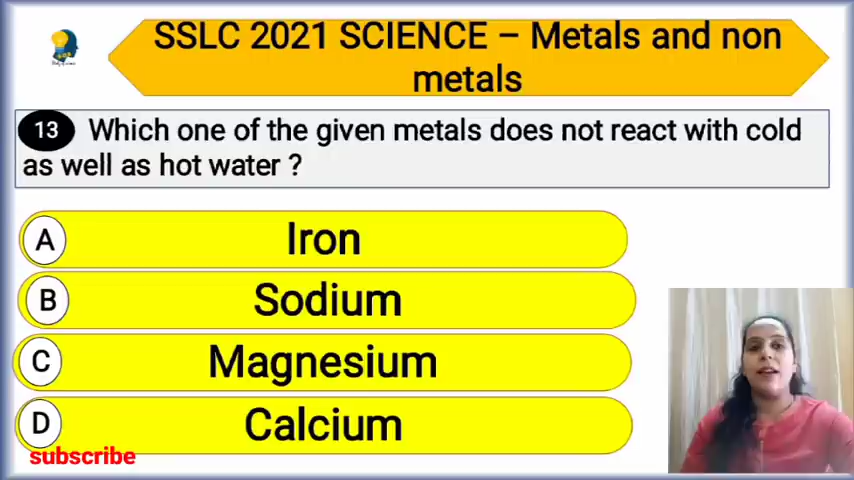 SSLC 2021 SCIENCE – Metals and non
metals
13 Which one of the given metals does not react with cold
as well as hot water ?
A Iron
B Sodium
C Magnesium
D Calcium
subscribe